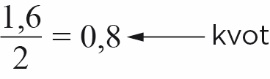 1,6/2 = 0,8 ← kvot